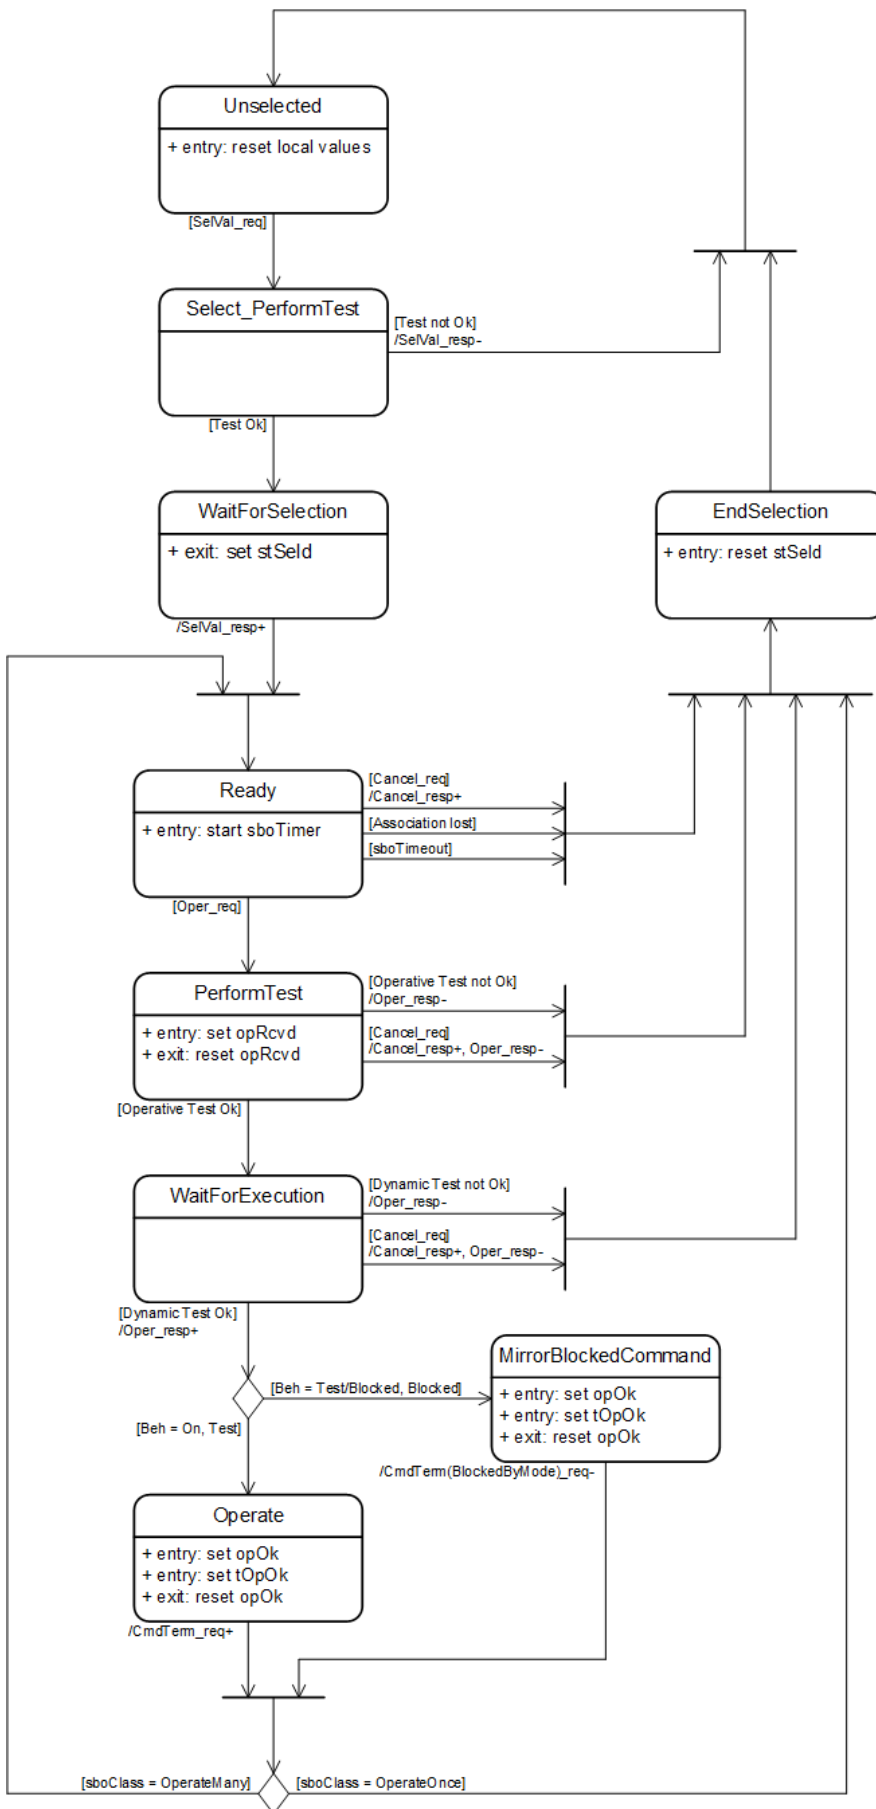 Unselected
+ entry: reset local values
[SelVal_req]
Select_PerformTest
[Test not Ok]
/SelVal_resp-
[Test Ok]
WaitForSelection
+ exit: set stSeld
/SelVal_resp+
EndSelection
+ entry: reset stSeld
Ready
+ entry: start sboTimer
[Cancel_req]
/Cancel_resp+
[Association lost]
[sboTimeout]
[Oper_req]
PerformTest
+ entry: set opRcvd
+ exit: reset opRcvd
[Operative Test not Ok]
/Oper_resp-
[Cancel_req]
/Cancel_resp+, Oper_resp-
[Operative Test Ok]
WaitForExecution
[Dynamic Test not Ok]
/Oper_resp-
[Cancel_req]
/Cancel_resp+, Oper_resp-
[Dynamic Test Ok]
/Oper_resp+
[Beh = Test/Blocked, Blocked]
[Beh = On, Test]
MirrorBlockedCommand
+ entry: set opOk
+ entry: set tOpOk
+ exit: reset opOk
/CmdTerm(BlockedByMode)_req-
Operate
+ entry: set opOk
+ entry: set tOpOk
+ exit: reset opOk
/CmdTerm_req+
[sboClass = OperateMany]
[sboClass = OperateOnce]